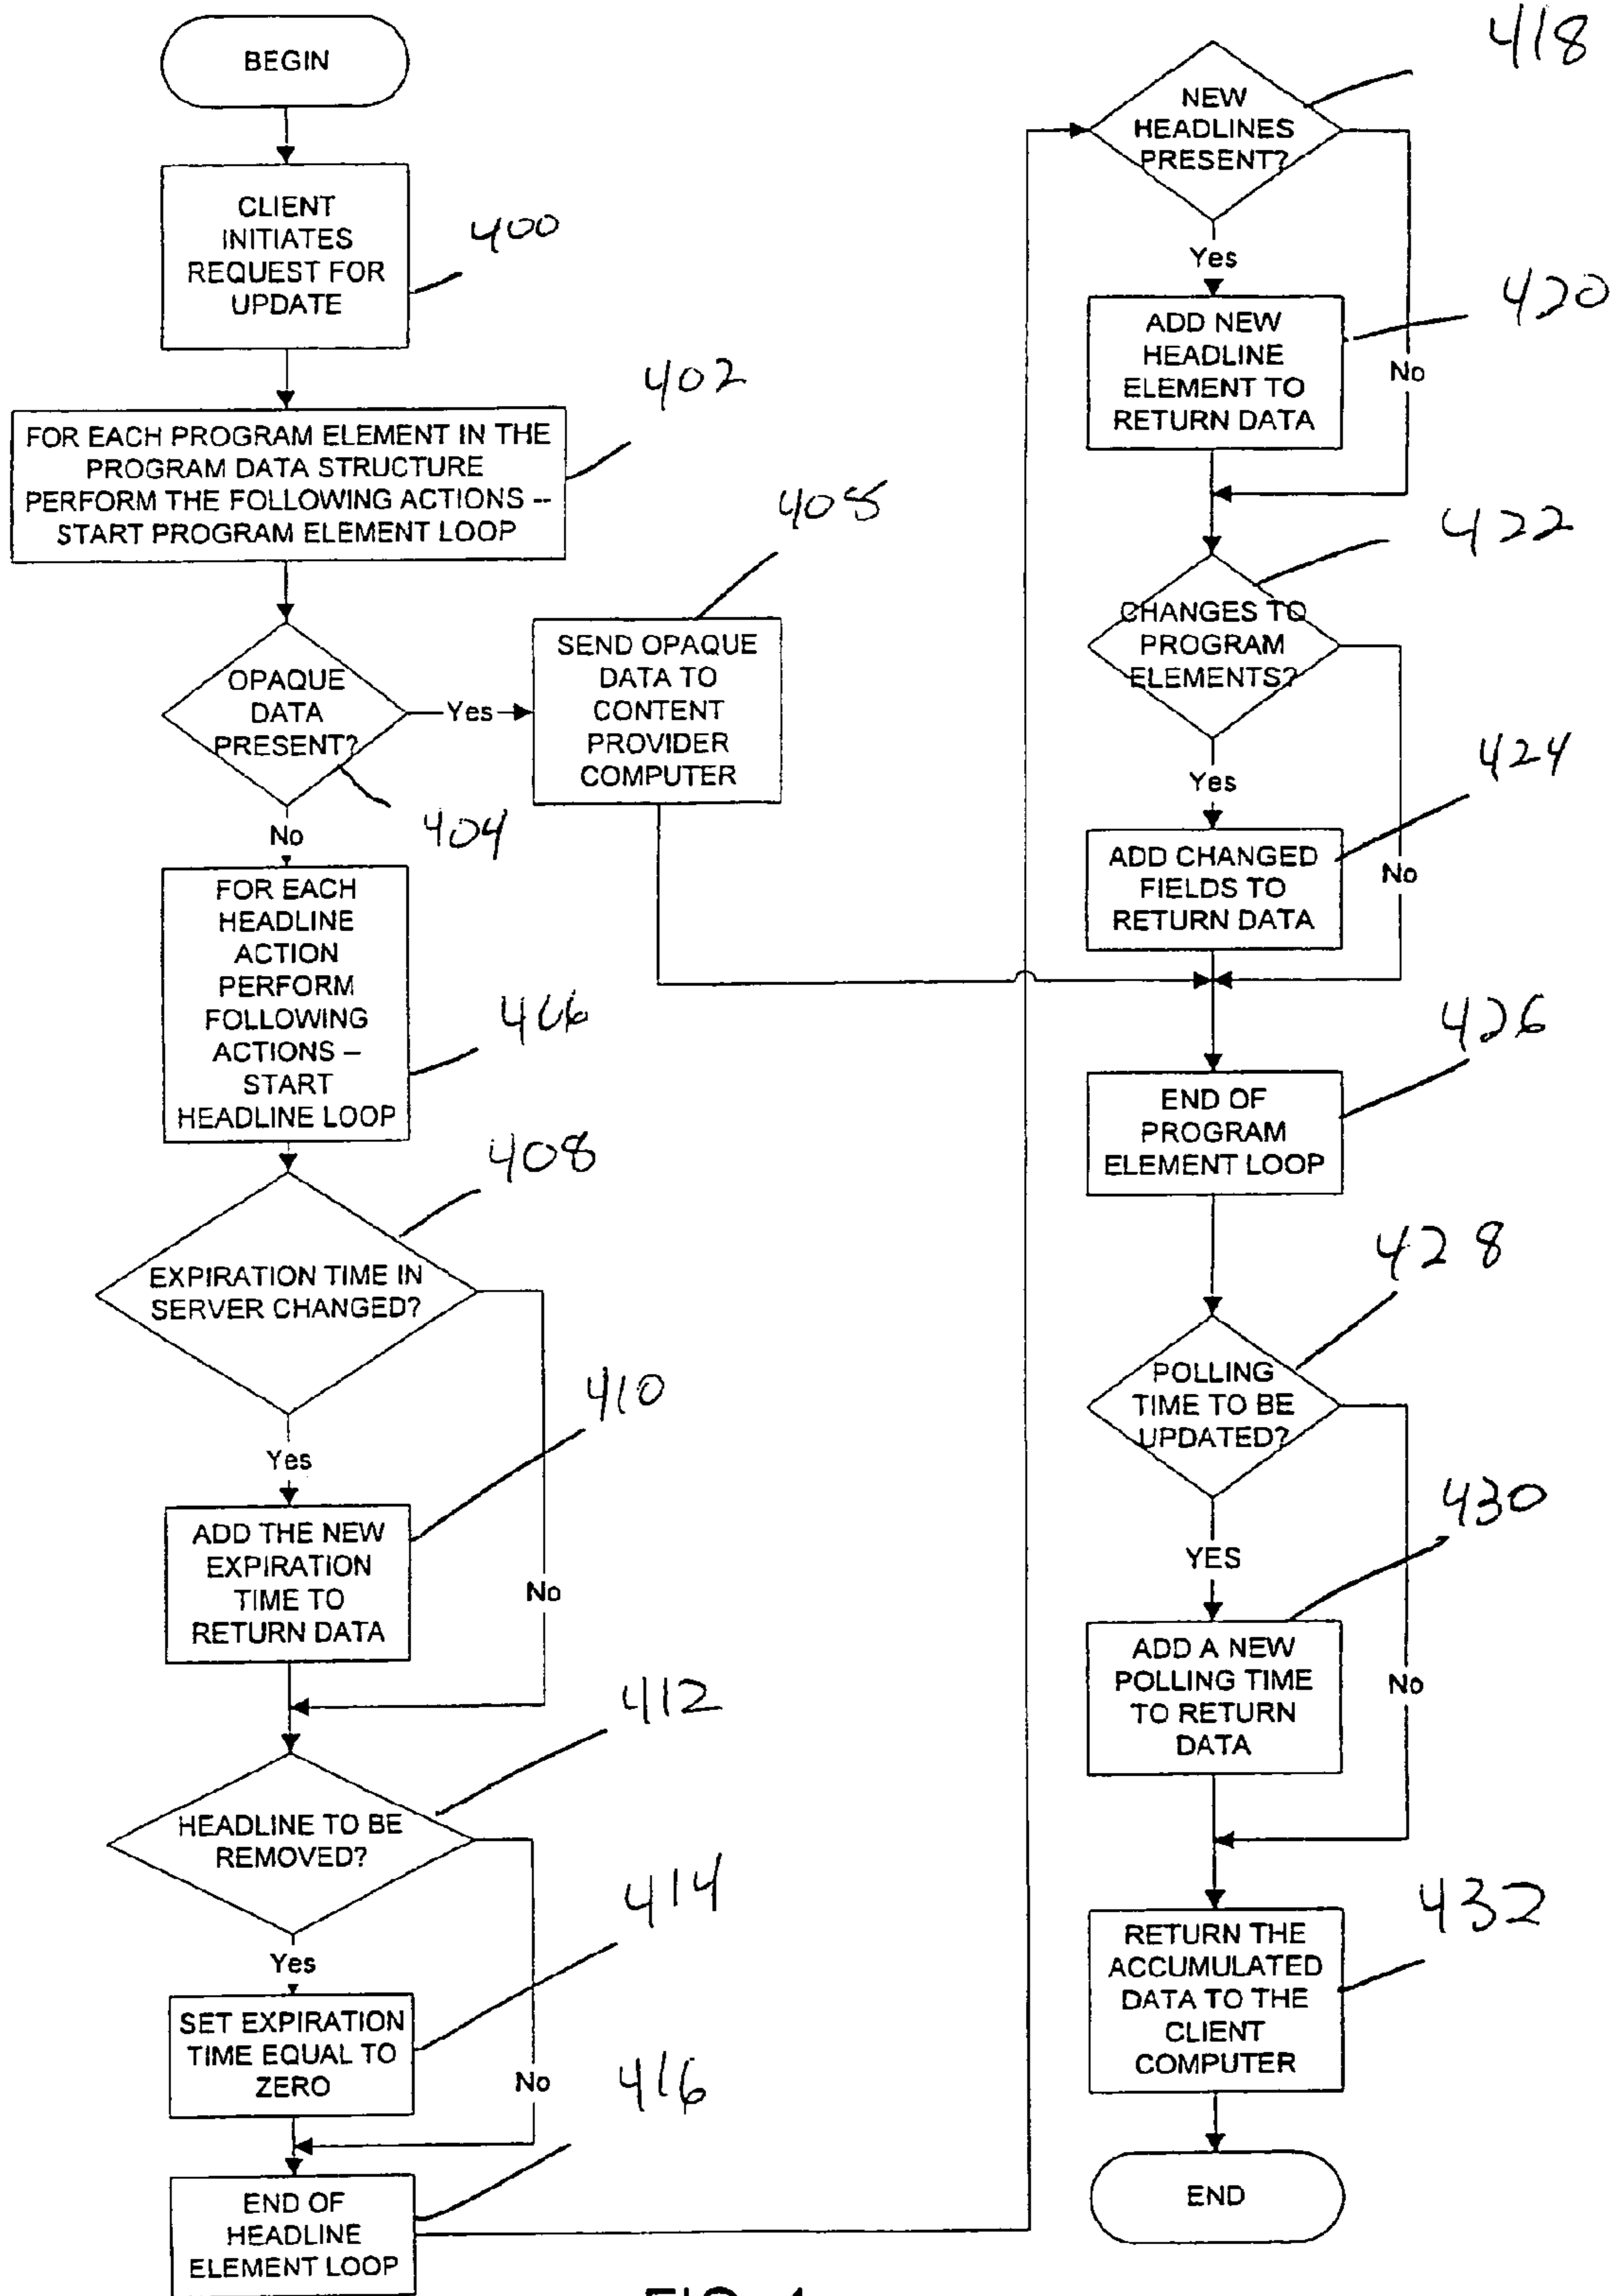 BEGIN
CLIENT
INITIATES
REQUEST FOR
UPDATE
400
FOR EACH PROGRAM ELEMENT IN THE
PROGRAM DATA STRUCTURE
PERFORM THE FOLLOWING ACTIONS --
START PROGRAM ELEMENT LOOP
402
OPAQUE
DATA
PRESENT?
404
Yes
SEND OPAQUE
DATA TO
CONTENT
PROVIDER
COMPUTER
405
No
FOR EACH
HEADLINE
ACTION
PERFORM
FOLLOWING
ACTIONS –
START
HEADLINE LOOP
406
EXPIRATION TIME IN
SERVER CHANGED?
408
Yes
No
ADD THE NEW
EXPIRATION
TIME TO
RETURN DATA
410
HEADLINE TO BE
REMOVED?
412
Yes
No
SET EXPIRATION
TIME EQUAL TO
ZERO
414
END OF
HEADLINE
ELEMENT LOOP
416
NEW
HEADLINES
PRESENT?
418
Yes
No
ADD NEW
HEADLINE
ELEMENT TO
RETURN DATA
420
CHANGES TO
PROGRAM
ELEMENTS?
422
Yes
No
ADD CHANGED
FIELDS TO
RETURN DATA
424
END OF
PROGRAM
ELEMENT LOOP
426
POLLING
TIME TO BE
UPDATED?
428
YES
No
ADD A NEW
POLLING TIME
TO RETURN
DATA
430
RETURN THE
ACCUMULATED
DATA TO THE
CLIENT
COMPUTER
432
END